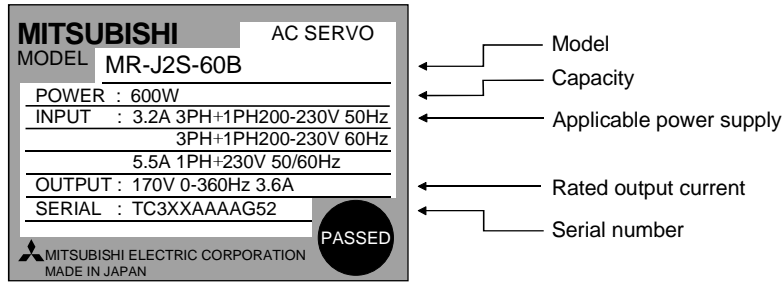 MITSUBISHI AC SERVO
MODEL MR-J2S-60B
POWER : 600W
INPUT : 3.2A 3PH+1PH200-230V 50Hz
3PH+1PH200-230V 60Hz
5.5A 1PH+230V 50/60Hz
OUTPUT : 170V 0-360Hz 3.6A
SERIAL : TC3XXAAAAG52
PASSED
MITSUBISHI ELECTRIC CORPORATION
MADE IN JAPAN
Model
Capacity
Applicable power supply
Rated output current
Serial number